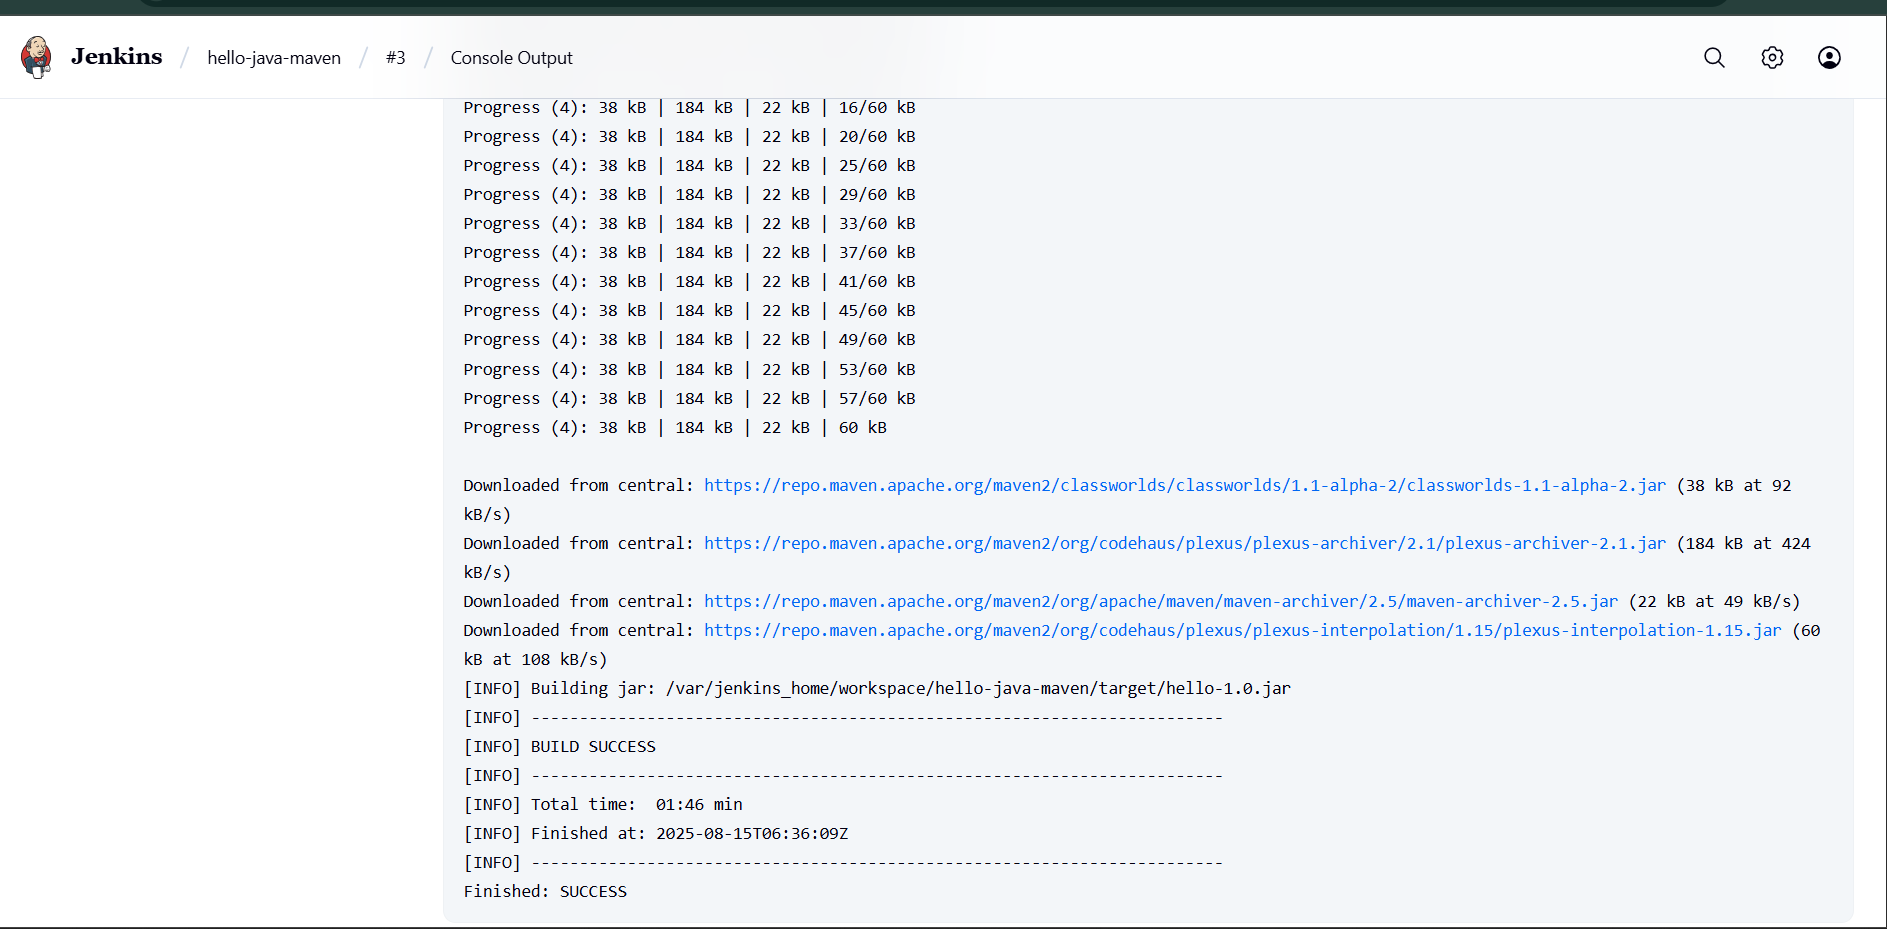 Jenkins / hello-java-maven / #3 / Console Output
Progress (4): 38 kB | 184 kB | 22 kB | 16/60 kB
Progress (4): 38 kB | 184 kB | 22 kB | 20/60 kB
Progress (4): 38 kB | 184 kB | 22 kB | 25/60 kB
Progress (4): 38 kB | 184 kB | 22 kB | 29/60 kB
Progress (4): 38 kB | 184 kB | 22 kB | 33/60 kB
Progress (4): 38 kB | 184 kB | 22 kB | 37/60 kB
Progress (4): 38 kB | 184 kB | 22 kB | 41/60 kB
Progress (4): 38 kB | 184 kB | 22 kB | 45/60 kB
Progress (4): 38 kB | 184 kB | 22 kB | 49/60 kB
Progress (4): 38 kB | 184 kB | 22 kB | 53/60 kB
Progress (4): 38 kB | 184 kB | 22 kB | 57/60 kB
Progress (4): 38 kB | 184 kB | 22 kB | 60 kB
Downloaded from central: https://repo.maven.apache.org/maven2/classworlds/classworlds/1.1-alpha-2/classworlds-1.1-alpha-2.jar (38 kB at 92
kB/s)
Downloaded from central: https://repo.maven.apache.org/maven2/org/codehaus/plexus/plexus-archiver/2.1/plexus-archiver-2.1.jar (184 kB at 424
kB/s)
Downloaded from central: https://repo.maven.apache.org/maven2/org/apache/maven/maven-archiver/2.5/maven-archiver-2.5.jar (22 kB at 49 kB/s)
Downloaded from central: https://repo.maven.apache.org/maven2/org/codehaus/plexus/plexus-interpolation/1.15/plexus-interpolation-1.15.jar (60
kB at 108 kB/s)
[INFO] Building jar: /var/jenkins_home/workspace/hello-java-maven/target/hello-1.0.jar
[INFO] ------------------------------------------------------------------------
[INFO] BUILD SUCCESS
[INFO] ------------------------------------------------------------------------
[INFO] Total time:  01:46 min
[INFO] Finished at: 2025-08-15T06:36:09Z
[INFO] ------------------------------------------------------------------------
Finished: SUCCESS